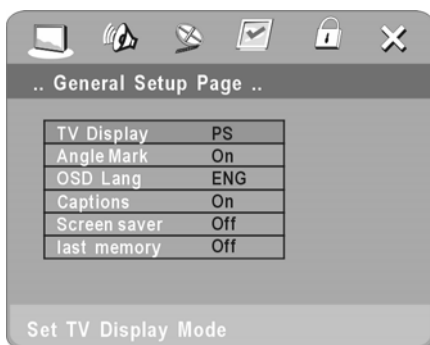 .. General Setup Page ..
TV Display PS
Angle Mark On
OSD Lang ENG
Captions On
Screen saver Off
last memory Off
Set TV Display Mode